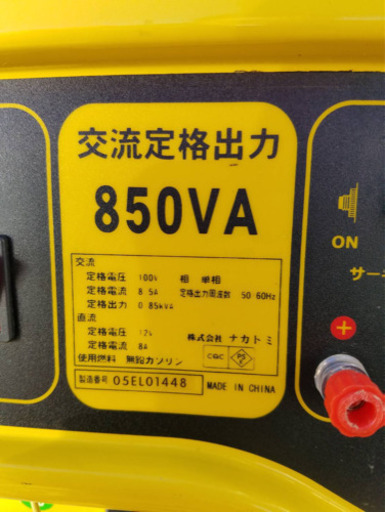 交流定格出力
850VA
交流
定格電圧 100V 相 単相
定格電流 8.5A 定格出力周波数 50/60Hz
定格出力 0.85kVA
直流
定格電圧 12V
定格電流 8A 株式会社 ナカトミ
使用燃料 無鉛ガソリン CGC
製造番号 05EL01448 MADE IN CHINA
ON
サーキ
+